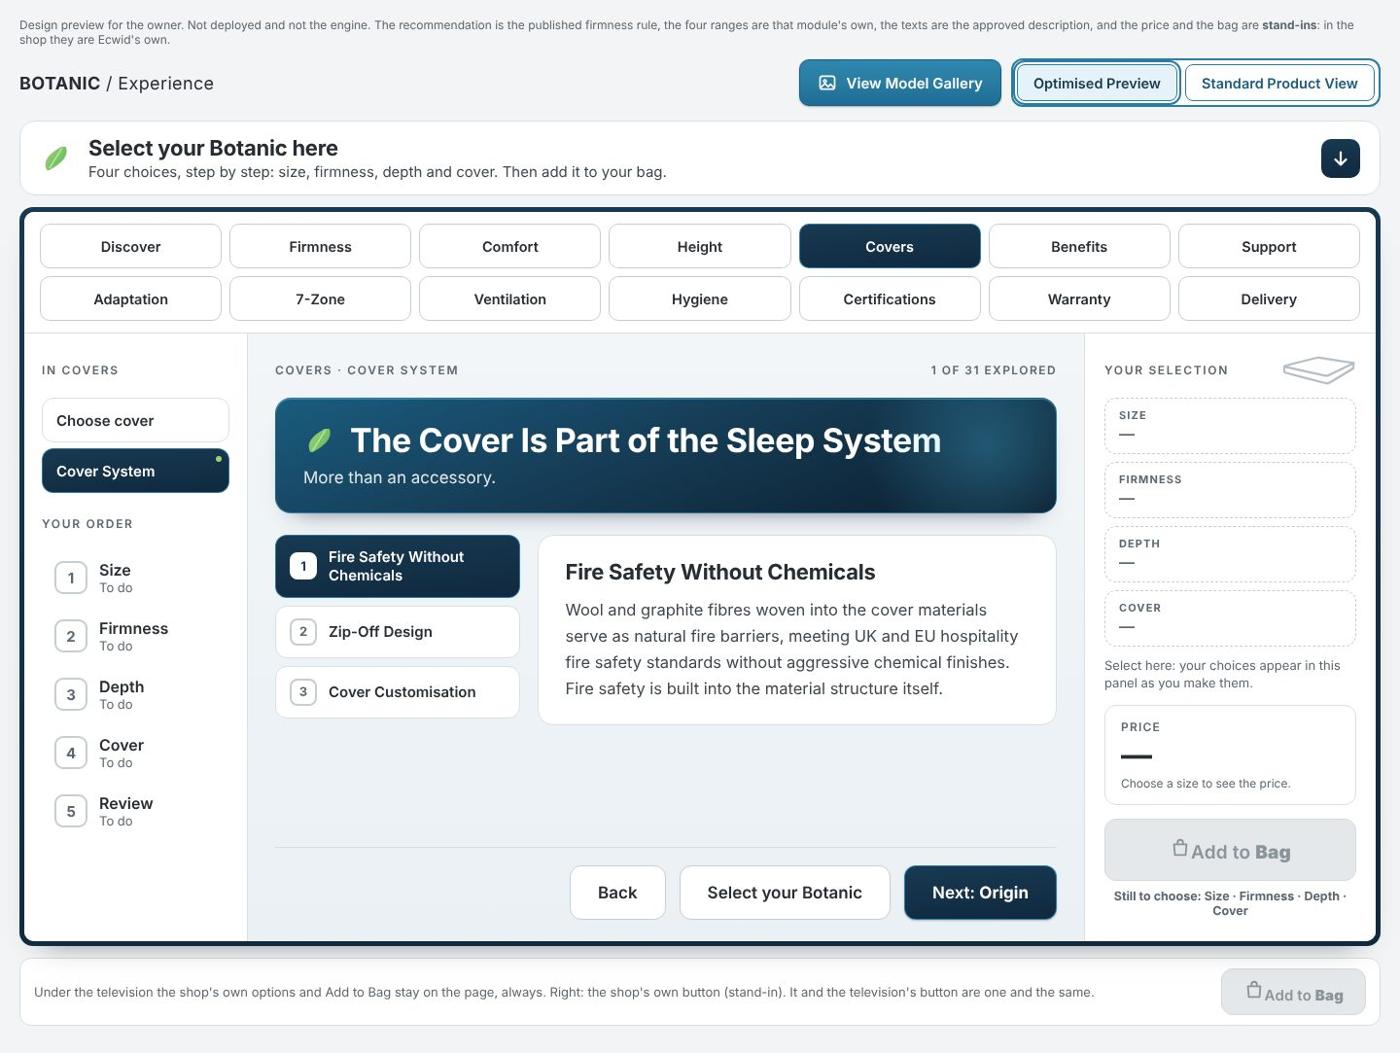 Design preview for the owner. Not deployed and not the engine. The recommendation is the published firmness rule, the four ranges are that module's own, the texts are the approved description, and the price and the bag are stand-ins: in the
shop they are Ecwid's own.
BOTANIC / Experience
View Model Gallery
Optimised Preview
Standard Product View
Select your Botanic here
Four choices, step by step: size, firmness, depth and cover. Then add it to your bag.
Discover
Firmness
Comfort
Height
Covers
Benefits
Support
Adaptation
7-Zone
Ventilation
Hygiene
Certifications
Warranty
Delivery
IN COVERS
Choose cover
Cover System
YOUR ORDER
1
Size
To do
2
Firmness
To do
3
Depth
To do
4
Cover
To do
5
Review
To do
COVERS · COVER SYSTEM
1 OF 31 EXPLORED
The Cover Is Part of the Sleep System
More than an accessory.
1
Fire Safety Without
Chemicals
2
Zip-Off Design
3
Cover Customisation
Fire Safety Without Chemicals
Wool and graphite fibres woven into the cover materials
serve as natural fire barriers, meeting UK and EU hospitality
fire safety standards without aggressive chemical finishes.
Fire safety is built into the material structure itself.
Back
Select your Botanic
Next: Origin
YOUR SELECTION
SIZE
—
FIRMNESS
—
DEPTH
—
COVER
—
Select here: your choices appear in this
panel as you make them.
PRICE
—
Choose a size to see the price.
Add to Bag
Still to choose: Size · Firmness · Depth ·
Cover
Under the television the shop's own options and Add to Bag stay on the page, always. Right: the shop's own button (stand-in). It and the television's button are one and the same.
Add to Bag